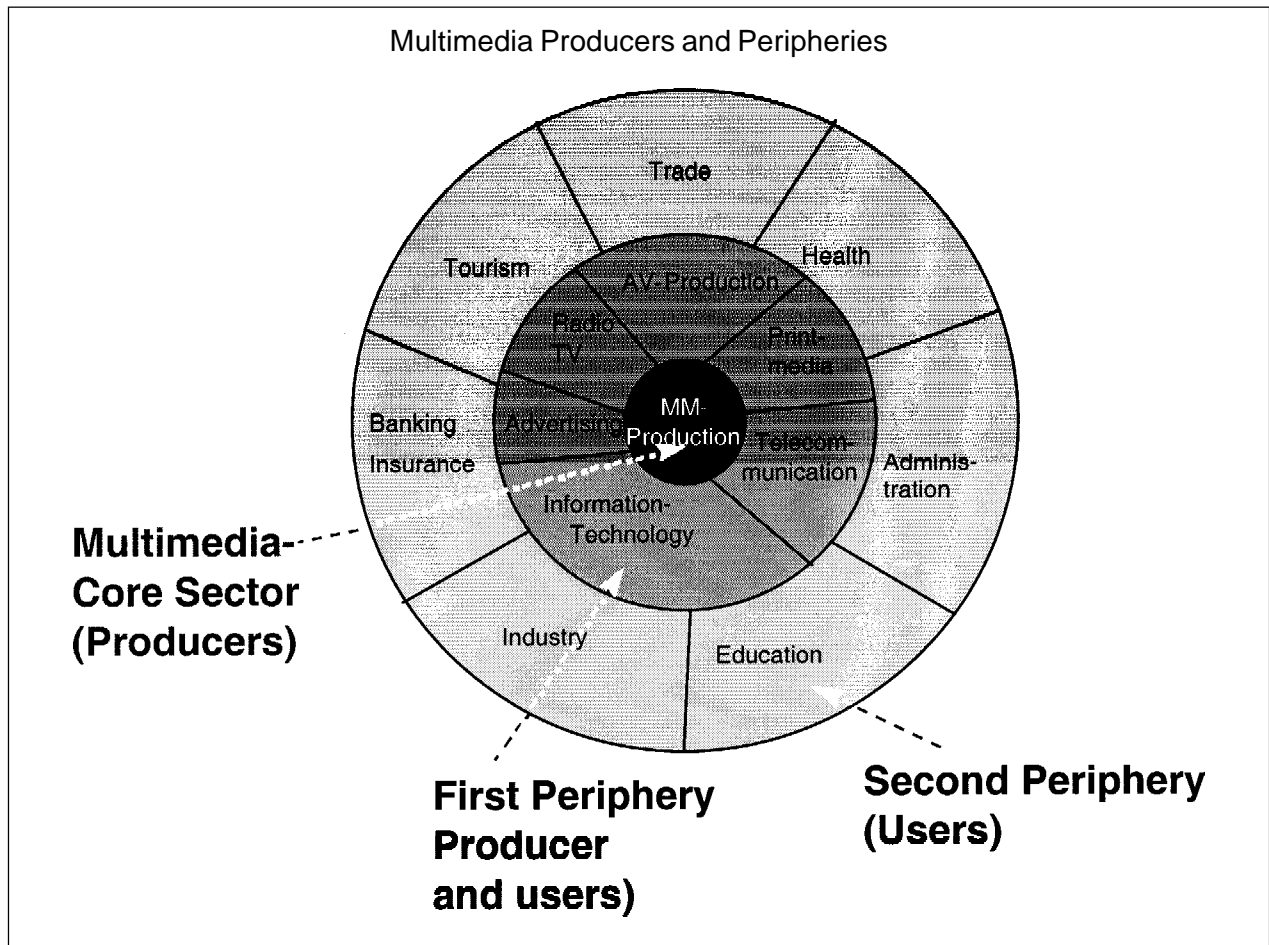 Multimedia Producers and Peripheries
Trade
Health
Tourism
AV-Production
Radio
TV
Print-
media
MM-
Production
Banking
Insurance
Advertising
Telecom-
munication
Adminis-
tration
Information-
Technology
Industry
Education
Multimedia-
Core Sector
(Producers)
First Periphery
Producer
and users)
Second Periphery
(Users)